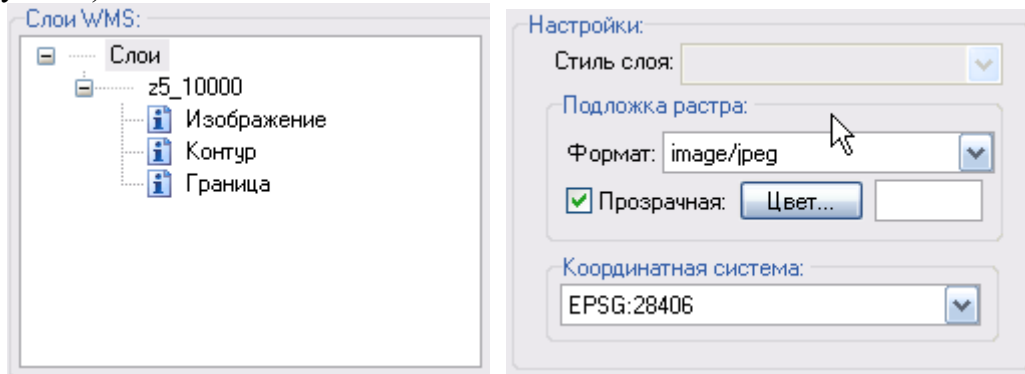 Слои WMS:
Слои
z5_10000
Изображение
Контур
Граница
Настройки:
Стиль слоя:
Подложка растра:
Формат: image/jpeg
Прозрачная: Цвет...
Координатная система:
EPSG:28406